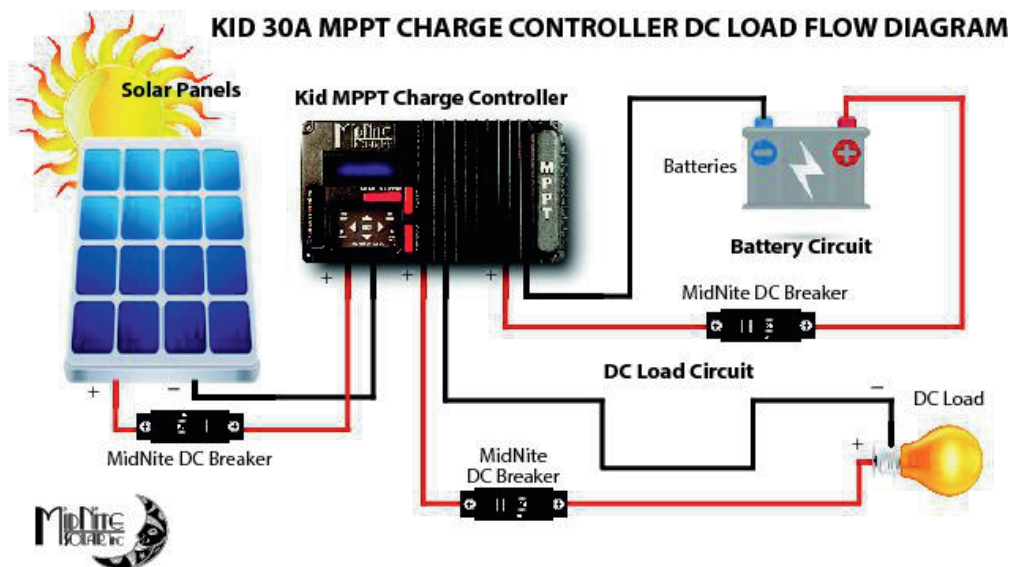 KID 30A MPPT CHARGE CONTROLLER DC LOAD FLOW DIAGRAM
Solar Panels
Kid MPPT Charge Controller
MIDNITE
MPPT
Batteries
Battery Circuit
MidNite DC Breaker
+
+
+
DC Load Circuit
+
–
–
DC Load
+
MidNite DC Breaker
MidNite
DC Breaker
MIDNITE
SOLAR INC